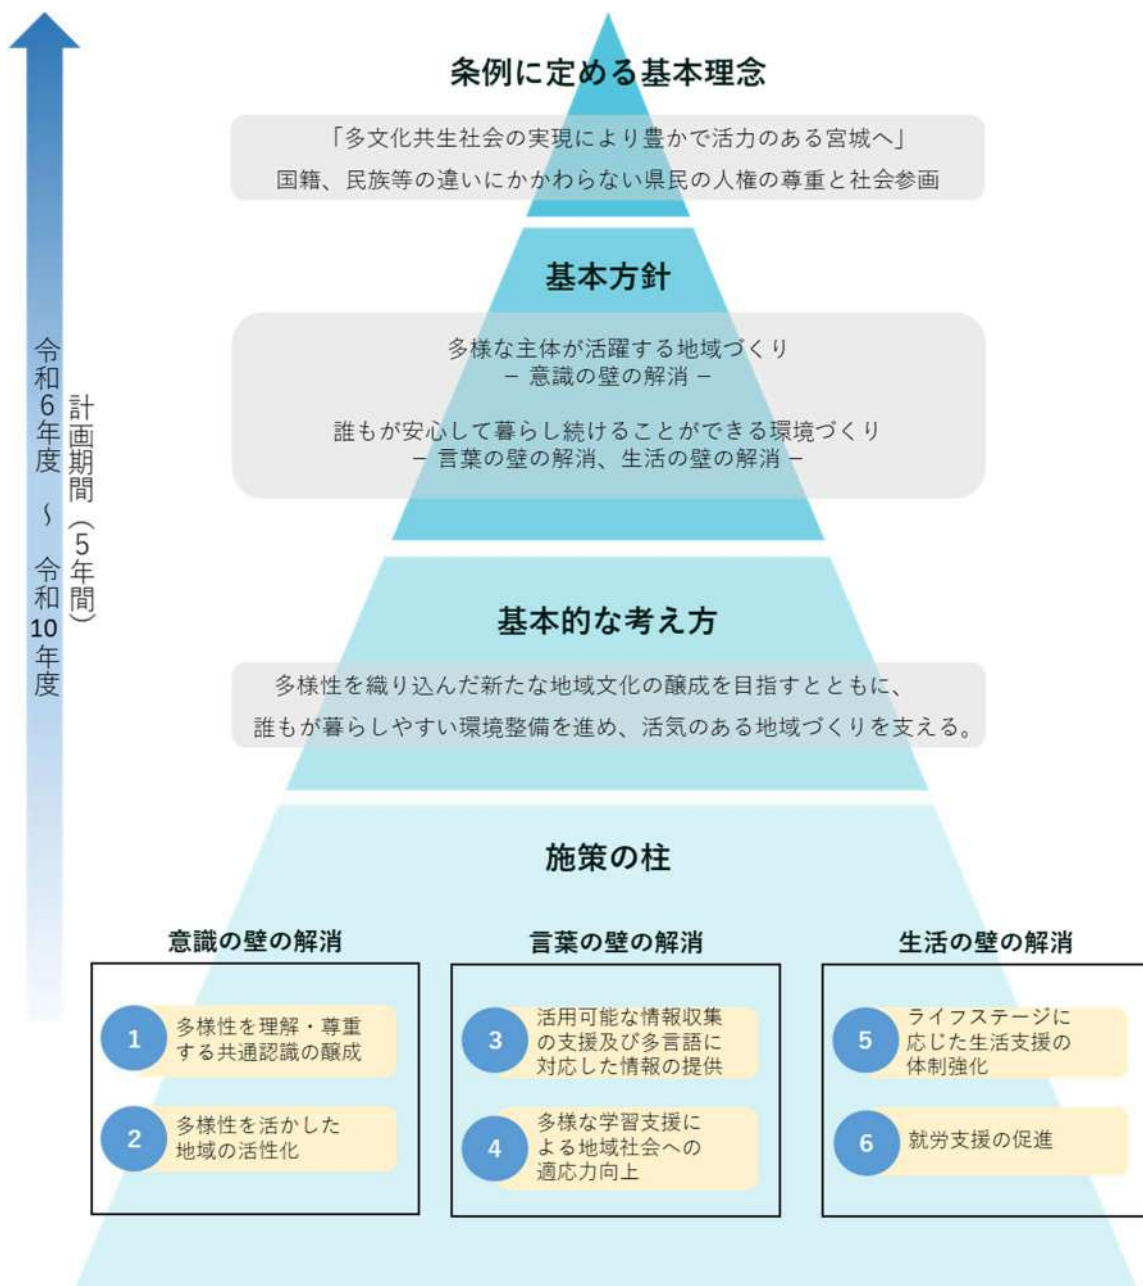 条例に定める基本理念
「多文化共生社会の実現により豊かで活力のある宮城へ」
国籍、民族等の違いにかかわらない県民の人権の尊重と社会参画
基本方針
多様な主体が活躍する地域づくり
− 意識の壁の解消 −
誰もが安心して暮らし続けることができる環境づくり
− 言葉の壁の解消、生活の壁の解消 −
計画期間（5年間）
令和6年度 ～ 令和10年度
基本的な考え方
多様性を織り込んだ新たな地域文化の醸成を目指すとともに、
誰もが暮らしやすい環境整備を進め、活気のある地域づくりを支える。
施策の柱
意識の壁の解消
1
多様性を理解・尊重
する共通認識の醸成
2
多様性を活かした
地域の活性化
言葉の壁の解消
3
活用可能な情報収集
の支援及び多言語に
対応した情報の提供
4
多様な学習支援に
よる地域社会への
適応力向上
生活の壁の解消
5
ライフステージに
応じた生活支援の
体制強化
6
就労支援の促進